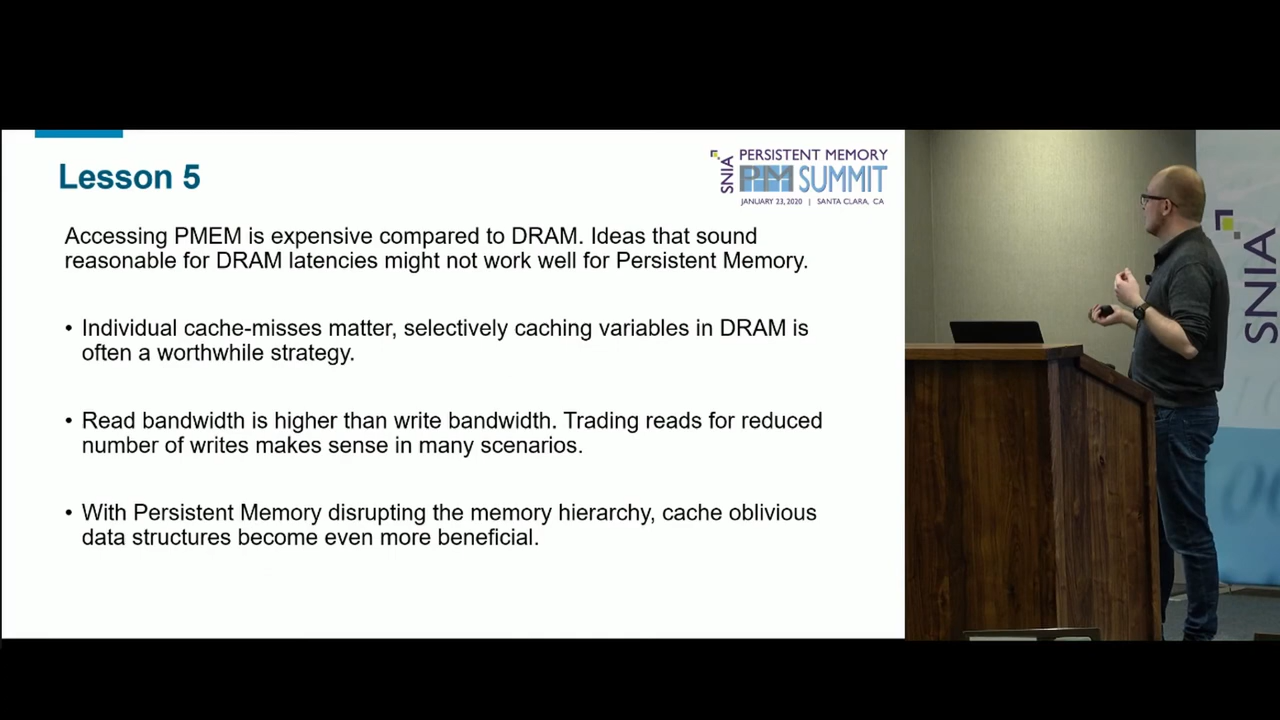 Lesson 5
SNIA
PERSISTENT MEMORY
PM SUMMIT
JANUARY 23, 2020 | SANTA CLARA, CA
Accessing PMEM is expensive compared to DRAM. Ideas that sound
reasonable for DRAM latencies might not work well for Persistent Memory.
• Individual cache-misses matter, selectively caching variables in DRAM is
often a worthwhile strategy.
• Read bandwidth is higher than write bandwidth. Trading reads for reduced
number of writes makes sense in many scenarios.
• With Persistent Memory disrupting the memory hierarchy, cache oblivious
data structures become even more beneficial.
SNIA